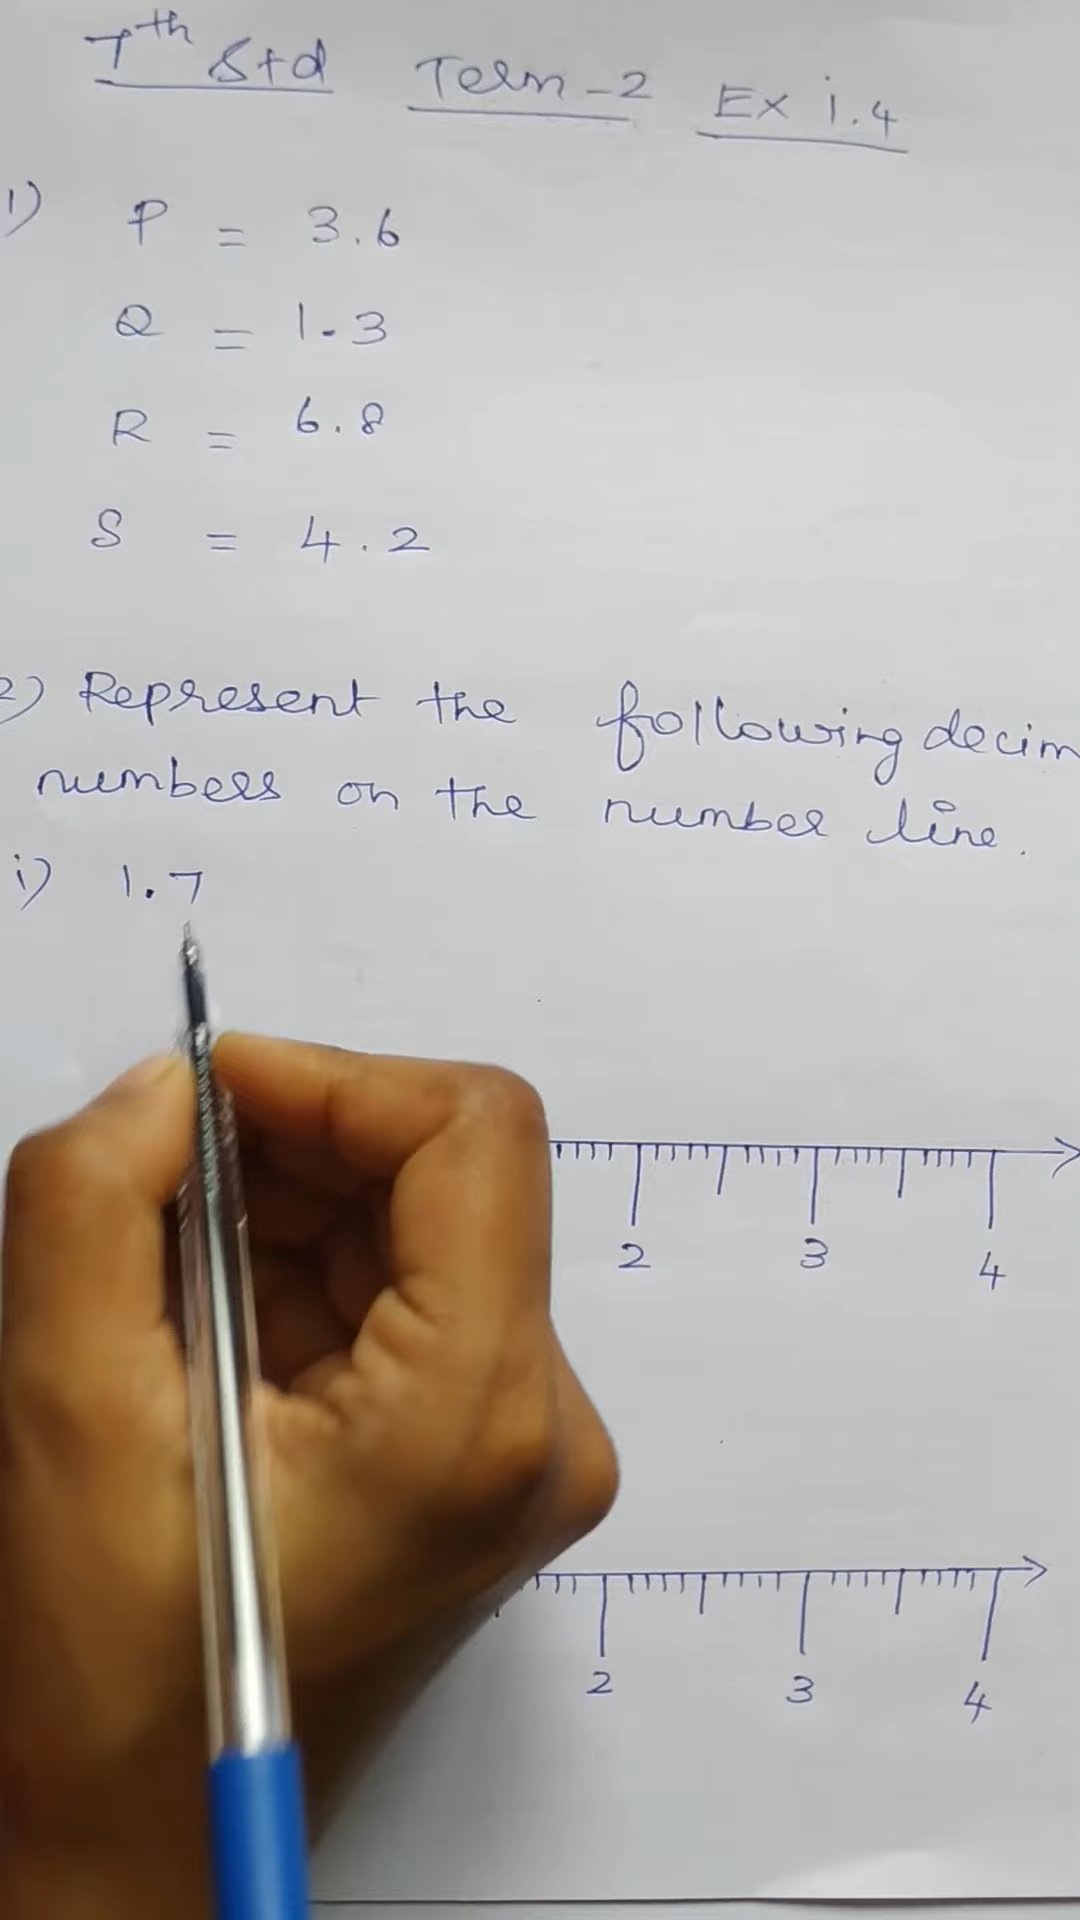 7th Std Term-2 Ex 1.4
1) P = 3.6
Q = 1.3
R = 6.8
S = 4.2
2) Represent the following decim
numbers on the number line.
i) 1.7
2 3 4
2 3 4